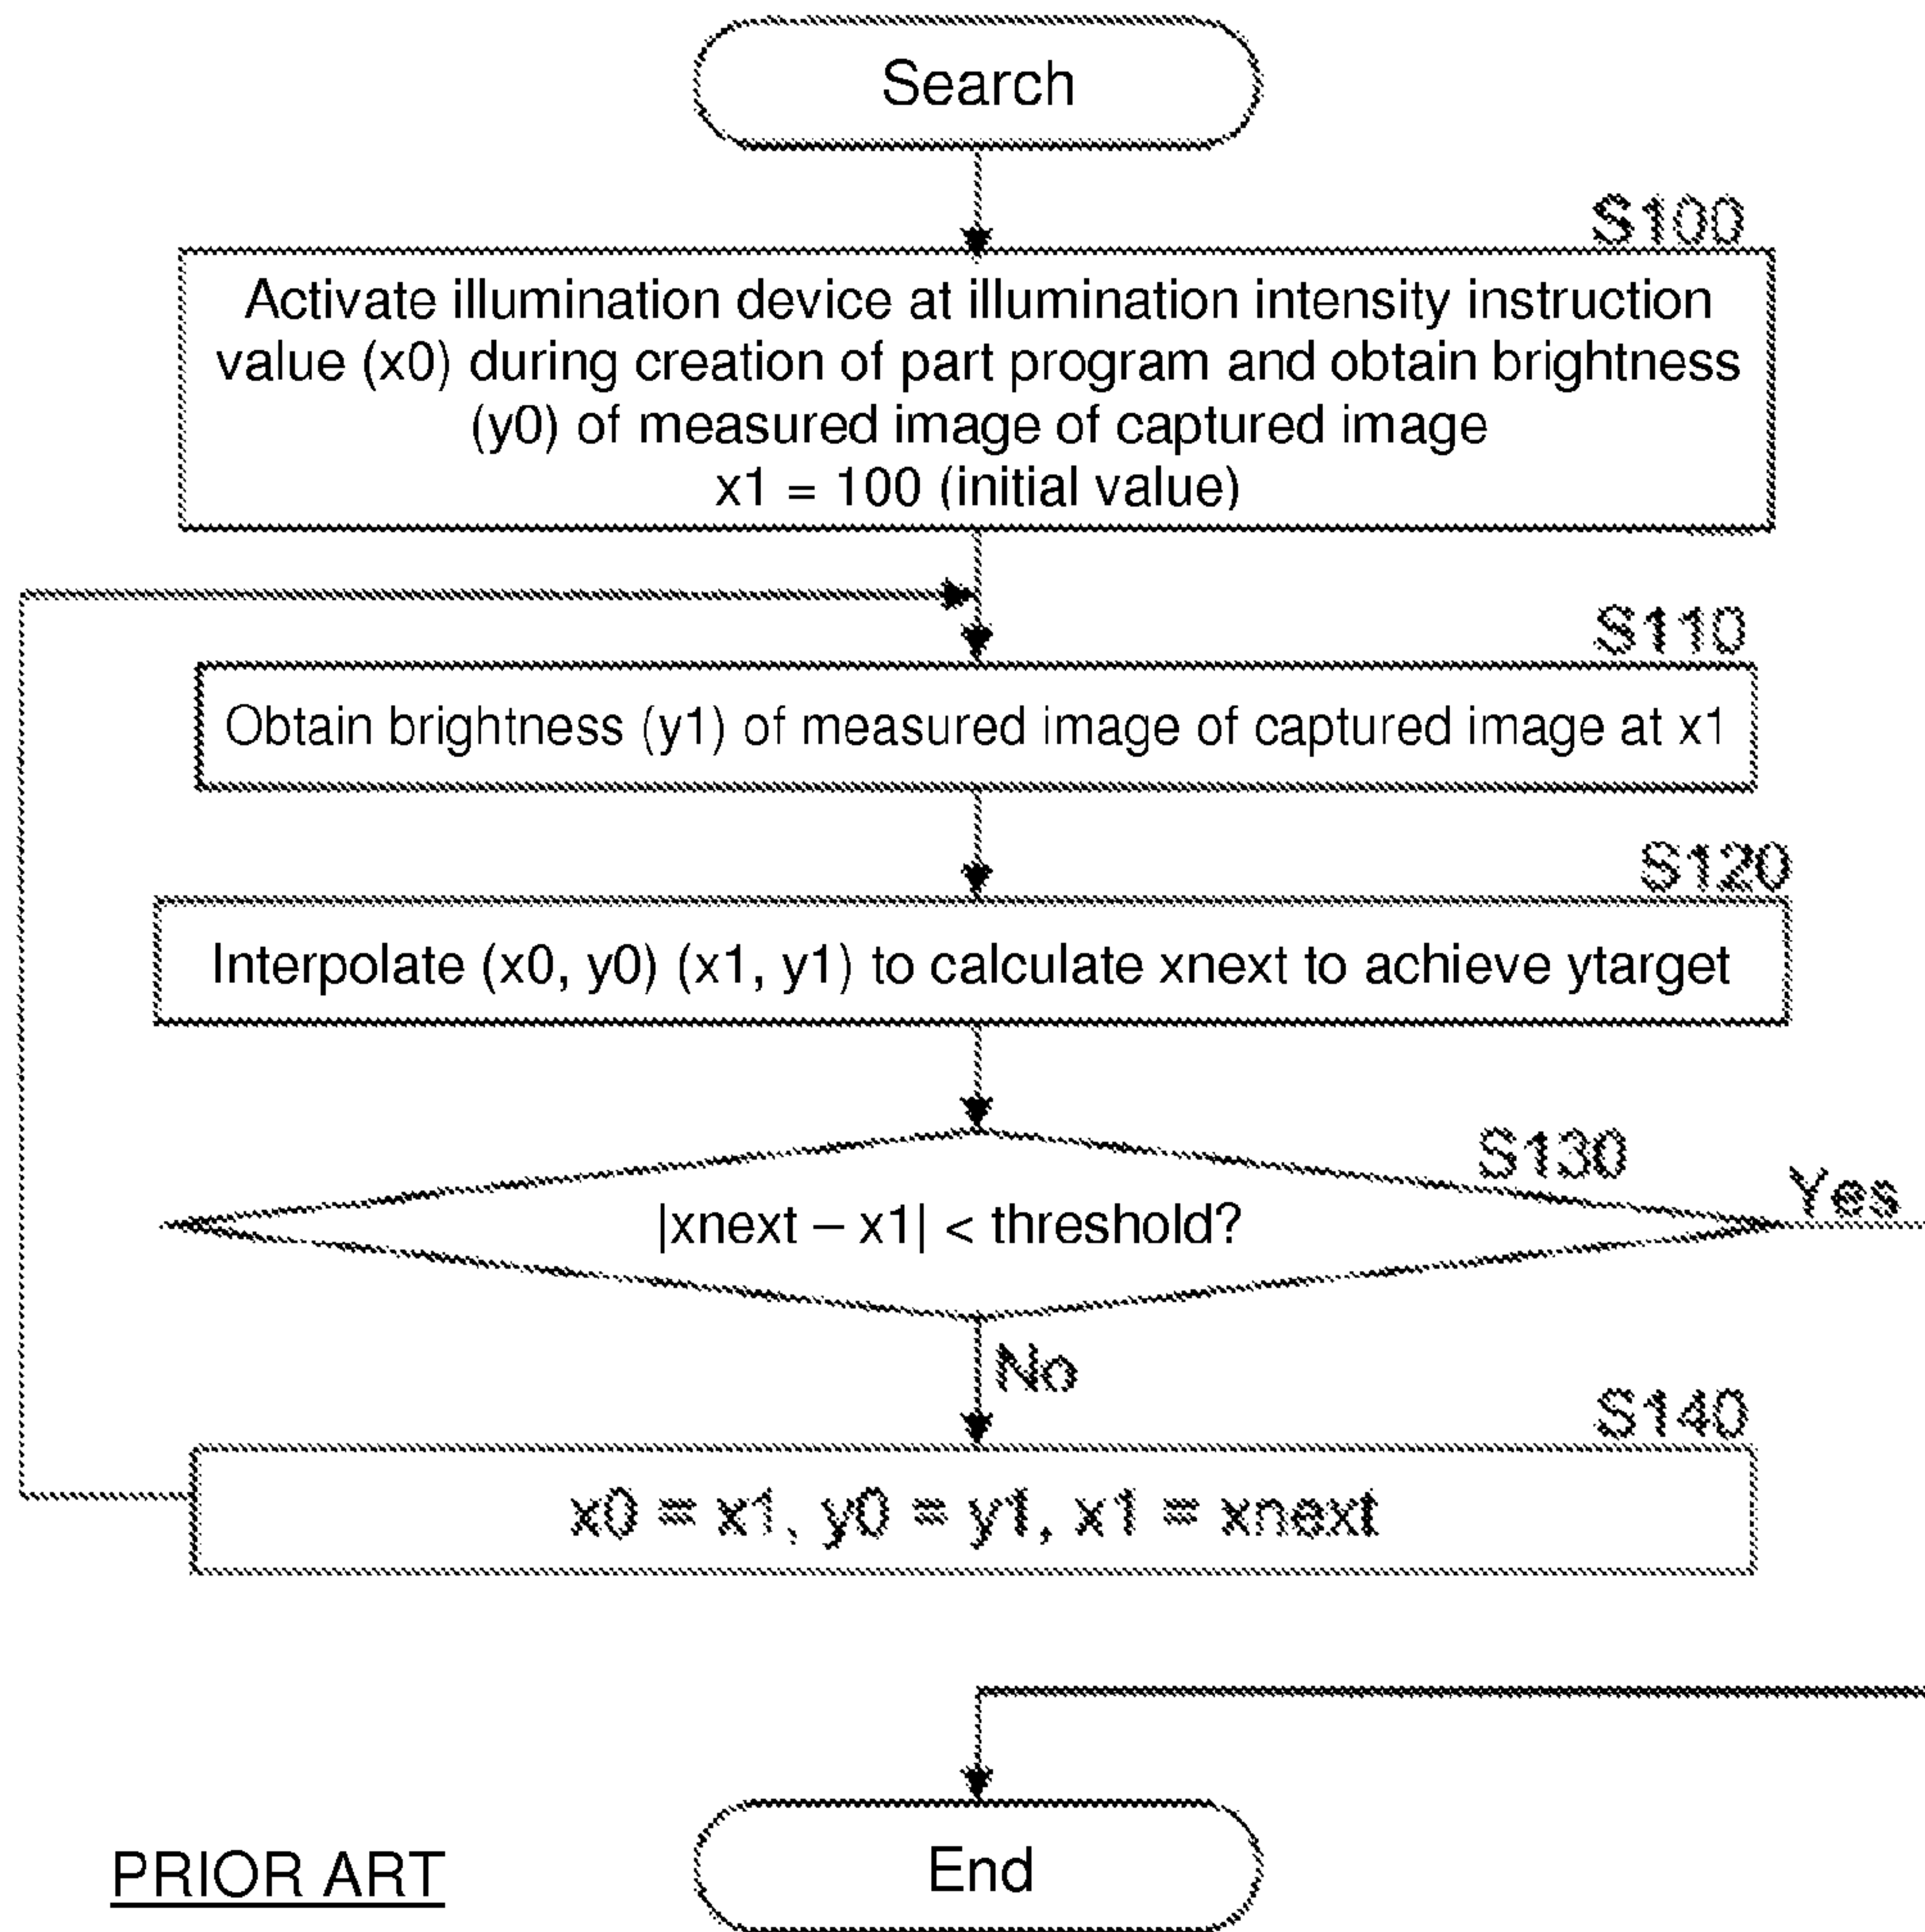 Search
S100
Activate illumination device at illumination intensity instruction
value (x0) during creation of part program and obtain brightness
(y0) of measured image of captured image
x1 = 100 (initial value)
S110
Obtain brightness (y1) of measured image of captured image at x1
S120
Interpolate (x0, y0) (x1, y1) to calculate xnext to achieve ytarget
S130
|xnext – x1| < threshold?
Yes
No
S140
x0 = x1, y0 = y1, x1 = xnext
End
PRIOR ART